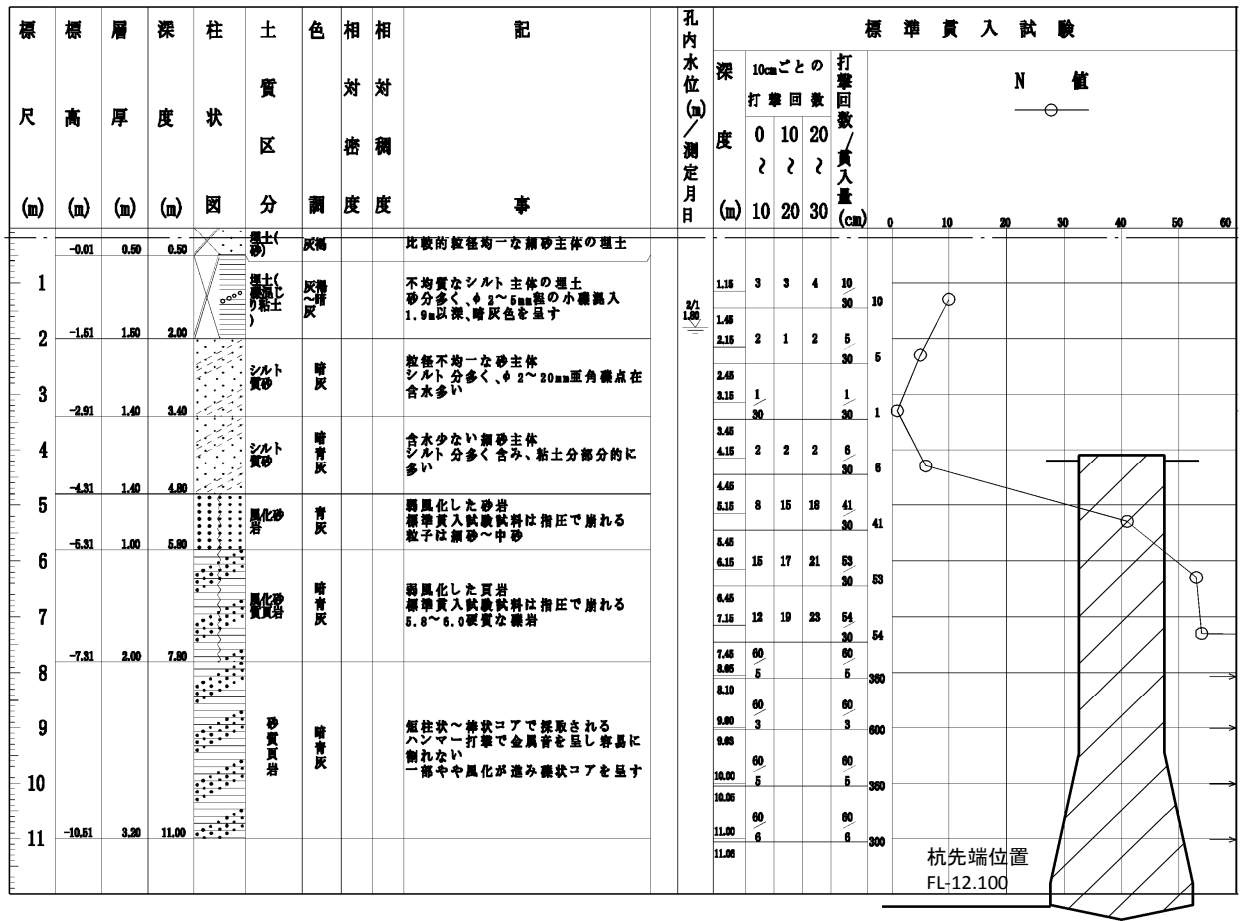 標尺(m)
標高(m)
層厚(m)
深度(m)
柱状図
土質区分
色調
相対密度
相対稠度
記事
孔内水位(m)/測定月日
標準貫入試験
深度(m)
10cmごとの
打撃回数
0〜10
10〜20
20〜30
打撃回数/貫入量(cm)
N 値
0 10 20 30 40 50 60
-0.01 0.50 0.50
埋土(砂)
灰褐
比較的粒径均一な細砂主体の埋土
1
-1.51 1.50 2.00
埋土(礫混じり粘土)
灰褐〜暗灰
不均質なシルト主体の埋土
砂分多く、φ2〜5mm程の小礫混入
1.9m以深、暗灰色を呈す
2
3
-2.91 1.40 3.40
シルト質砂
暗灰
粒径不均一な砂主体
シルト分多く、φ2〜20mm亜角礫点在
含水多い
4
-4.31 1.40 4.80
シルト質砂
暗青灰
含水少ない細砂主体
シルト分多く含み、粘土分部分的に
多い
5
-5.31 1.00 5.80
風化砂岩
青灰
弱風化した砂岩
標準貫入試験試料は指圧で崩れる
粒子は細砂〜中砂
6
7
-7.31 2.00 7.80
風化砂質頁岩
暗青灰
弱風化した頁岩
標準貫入試験試料は指圧で崩れる
5.8〜6.0硬質な礫岩
8
9
10
11
-10.51 3.20 11.00
砂質頁岩
暗青灰
短柱状〜棒状コアで採取される
ハンマー打撃で金属音を呈し容易に
割れない
一部やや風化が進み礫状コアを呈す
2/1
1.80
1.15 3 3 4 10/30 10
1.45
2.15 2 1 2 5/30 5
2.45
3.15 1/30 1/30 1
3.45
4.15 2 2 2 6/30 6
4.45
5.15 8 15 18 41/30 41
5.45
6.15 15 17 21 53/30 53
6.45
7.15 12 19 23 54/30 54
7.45
8.05 60/5 60/5 360
8.10
9.00 60/3 60/3 600
9.03
10.00 60/5 60/5 360
10.05
11.00 60/6 60/6 300
11.06
杭先端位置
FL-12.100